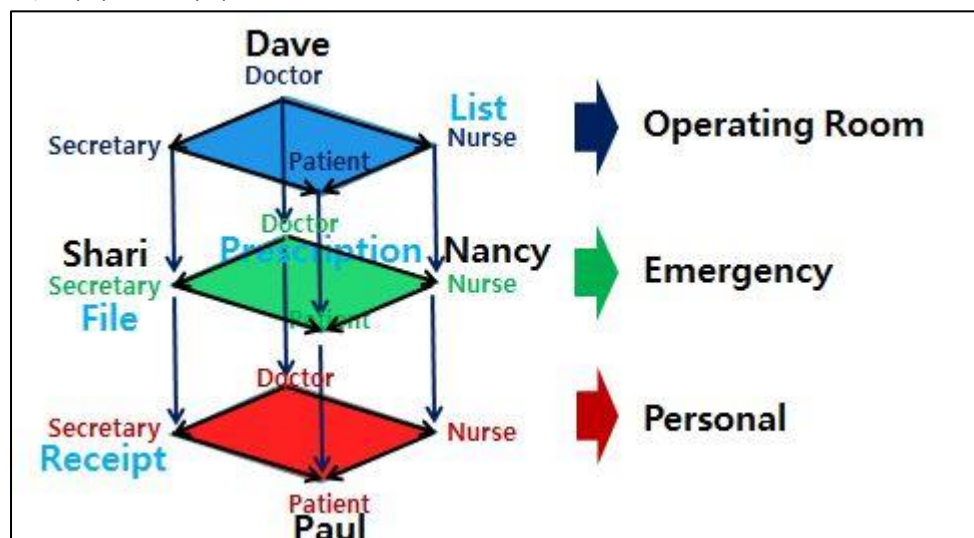 Dave
Doctor
List
Secretary
Patient
Nurse
Operating Room
Doctor
Shari
Prescription
Nancy
Secretary
Nurse
Emergency
File
Patient
Doctor
Secretary
Nurse
Personal
Receipt
Patient
Paul